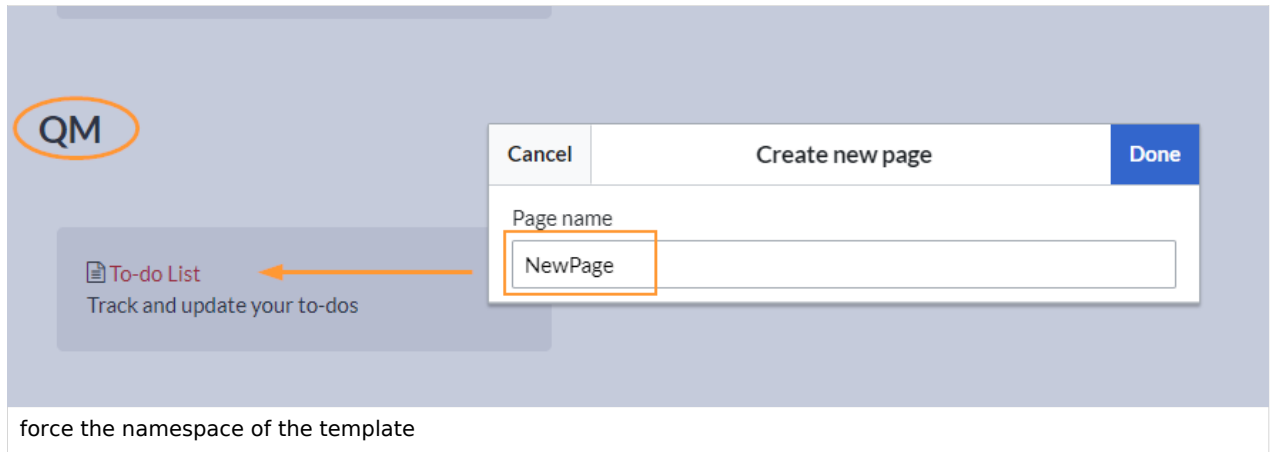 QM
Cancel
Create new page
Done
Page name
NewPage
To-do List
Track and update your to-dos
force the namespace of the template